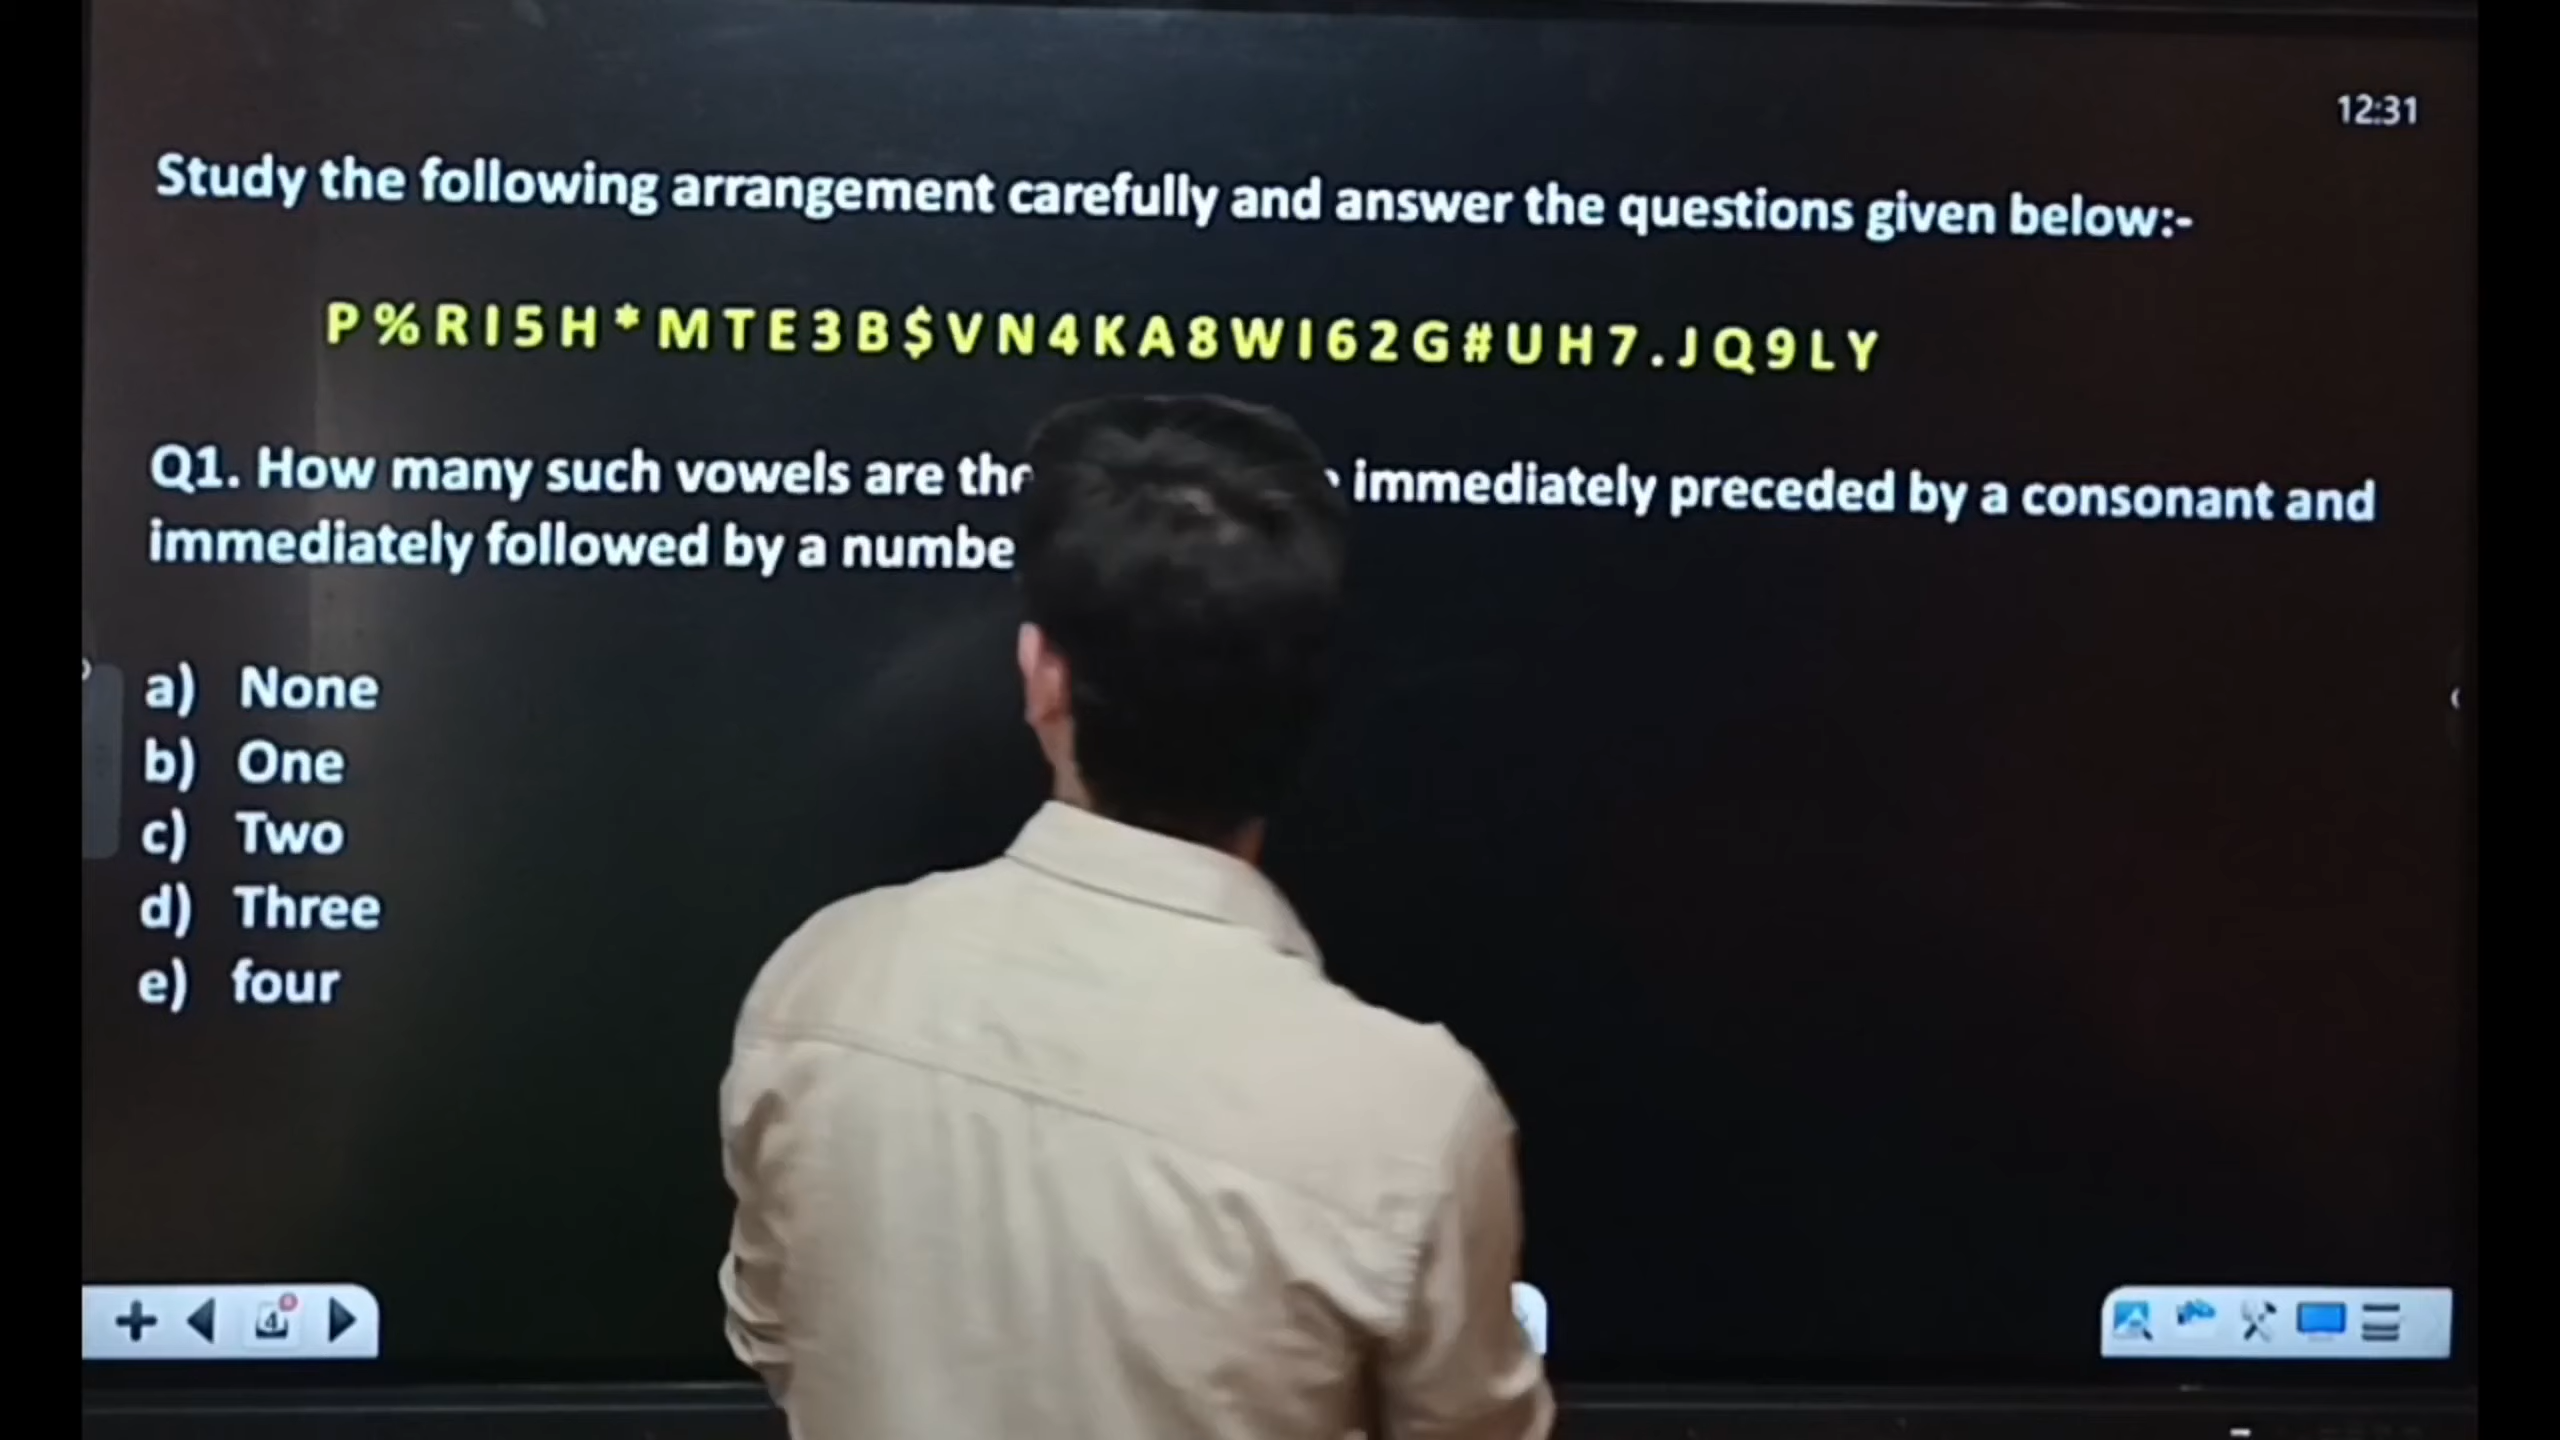 12:31
Study the following arrangement carefully and answer the questions given below:-
P % R I 5 H * M T E 3 B $ V N 4 K A 8 W I 6 2 G # U H 7 . J Q 9 L Y
Q1. How many such vowels are immediately preceded by a consonant and
immediately followed by a
a) None
b) One
c) Two
d) Three
e) four
4